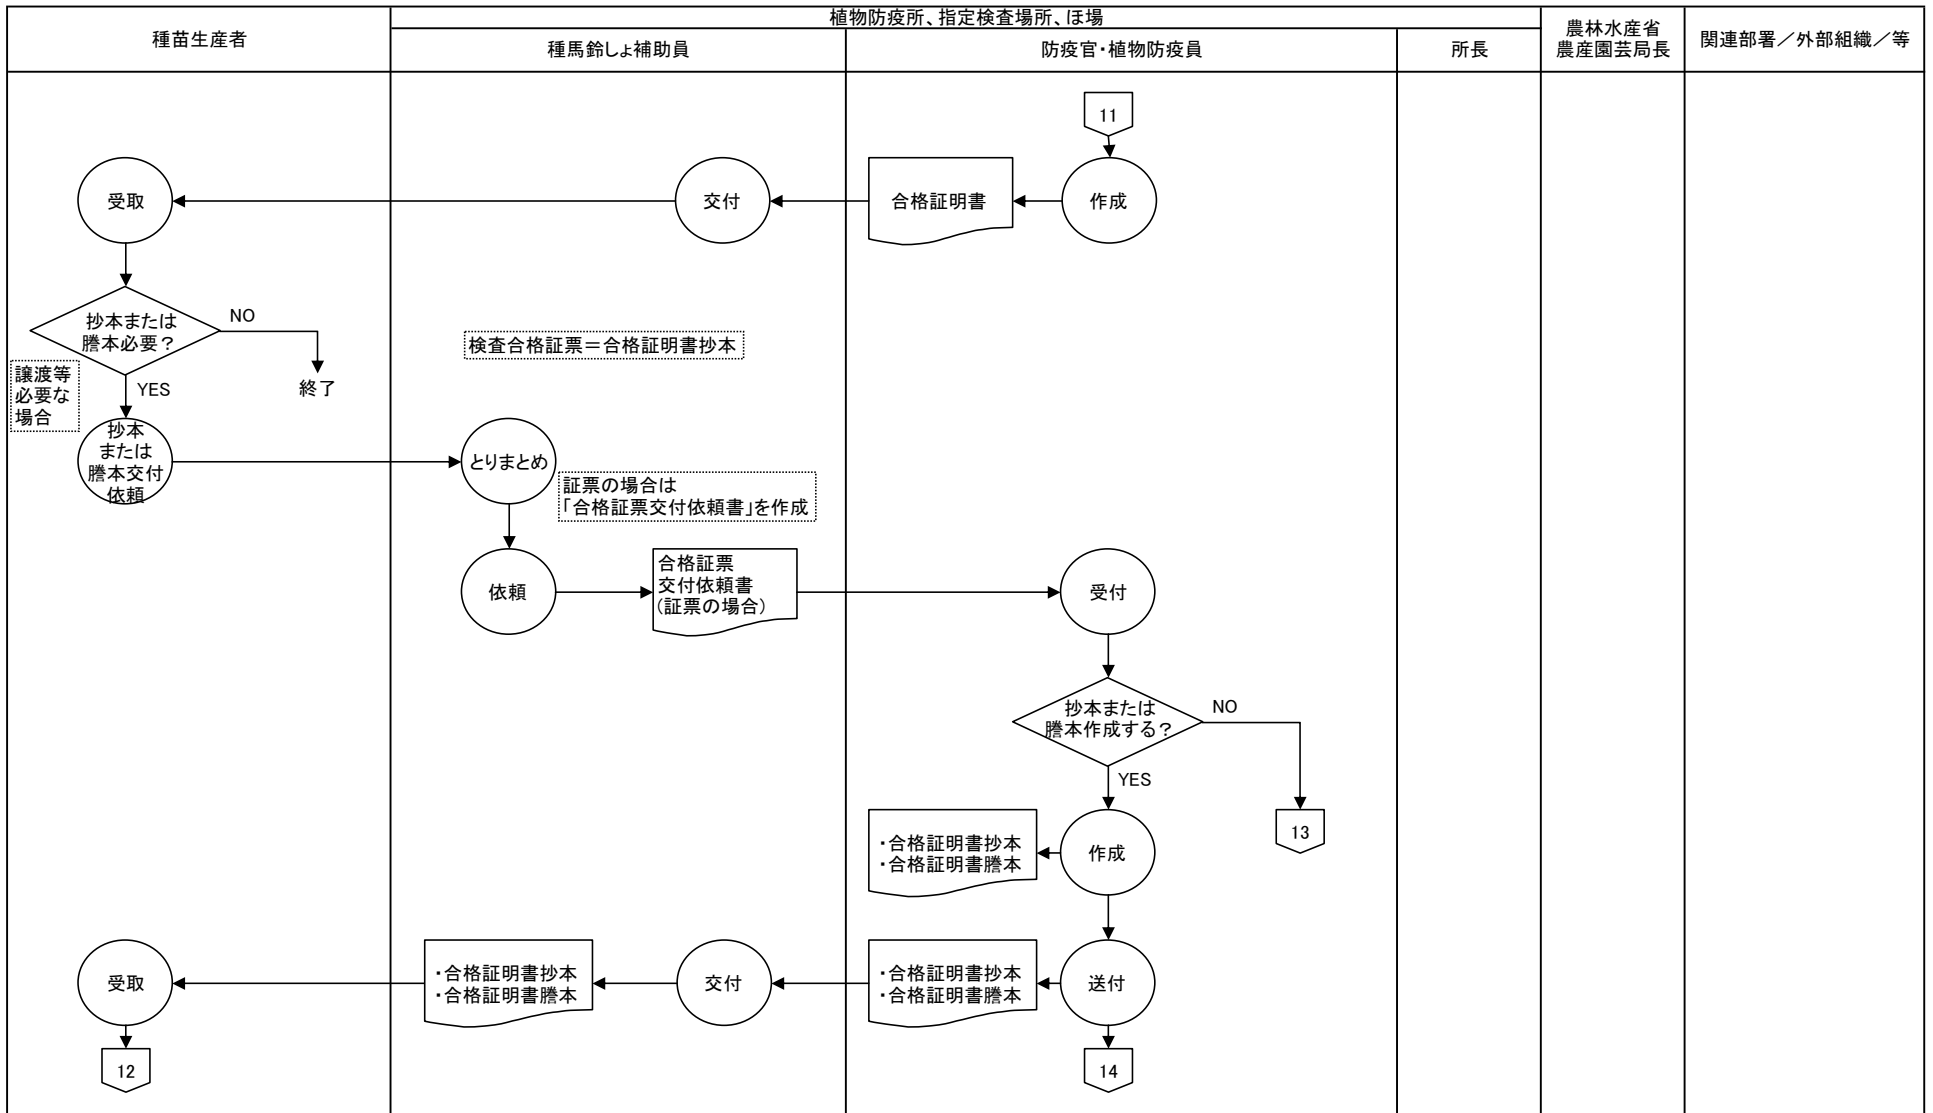 種苗生産者
植物防疫所、指定検査場所、ほ場
種馬鈴しょ補助員
防疫官・植物防疫員
所長
農林水産省
農産園芸局長
関連部署／外部組織／等
11
受取
交付
合格証明書
作成
抄本または
謄本必要？
NO
終了
YES
譲渡等
必要な
場合
検査合格証票＝合格証明書抄本
抄本
または
謄本交付
依頼
とりまとめ
証票の場合は
「合格証票交付依頼書」を作成
依頼
合格証票
交付依頼書
（証票の場合）
受付
抄本または
謄本作成する？
NO
YES
13
・合格証明書抄本
・合格証明書謄本
作成
受取
・合格証明書抄本
・合格証明書謄本
交付
・合格証明書抄本
・合格証明書謄本
送付
12
14